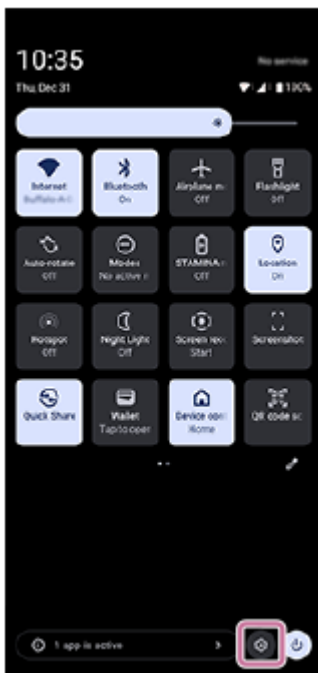 10:35
No service
Thu, Dec 31
100%
Internet
Bluetooth
On
Airplane m
Off
Flashlight
Off
Auto-rotate
Off
Modes
No active
STAMINA
Off
Location
On
Hotspot
Off
Night Light
Off
Screen rec
Start
Screenshot
Quick Share
Wallet
Tap to open
Device con
Home
QR code sc
1 app is active